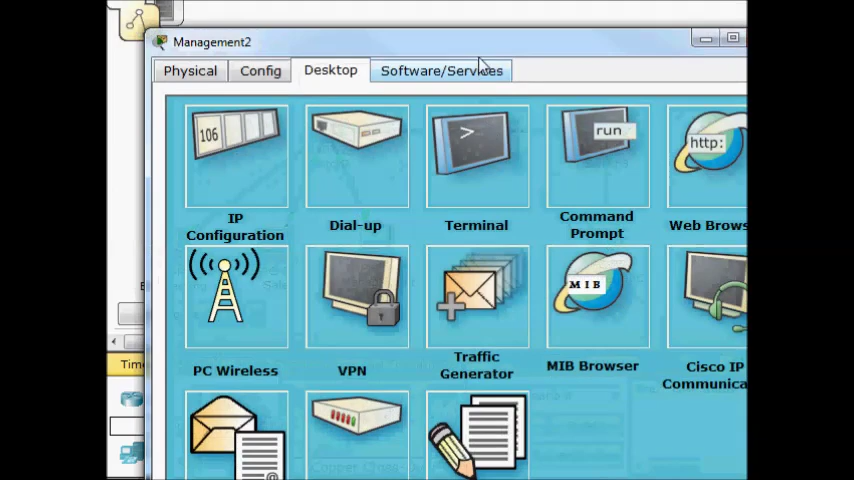 Management2
Physical
Config
Desktop
Software/Services
106
>
run
http:
IP
Configuration
Dial-up
Terminal
Command
Prompt
Web Brows
MIB
PC Wireless
VPN
Traffic
Generator
MIB Browser
Cisco IP
Communica
Time
@